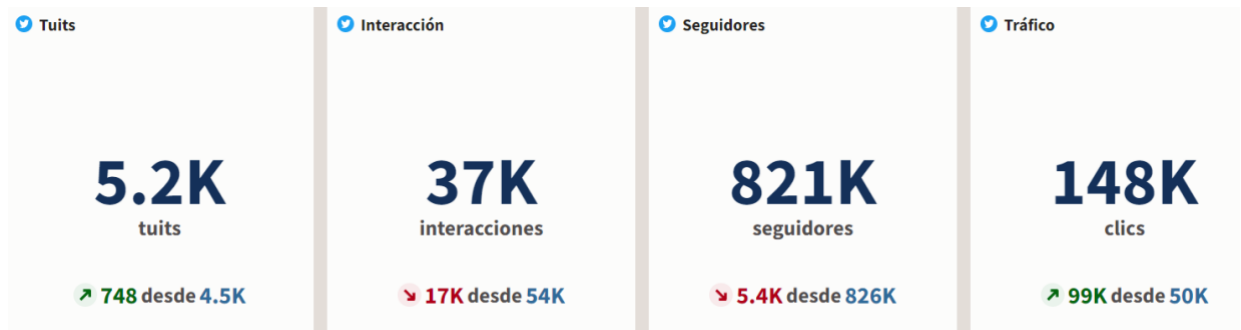 Tuits
5.2K
tuits
748 desde 4.5K
Interacción
37K
interacciones
17K desde 54K
Seguidores
821K
seguidores
5.4K desde 826K
Tráfico
148K
clics
99K desde 50K